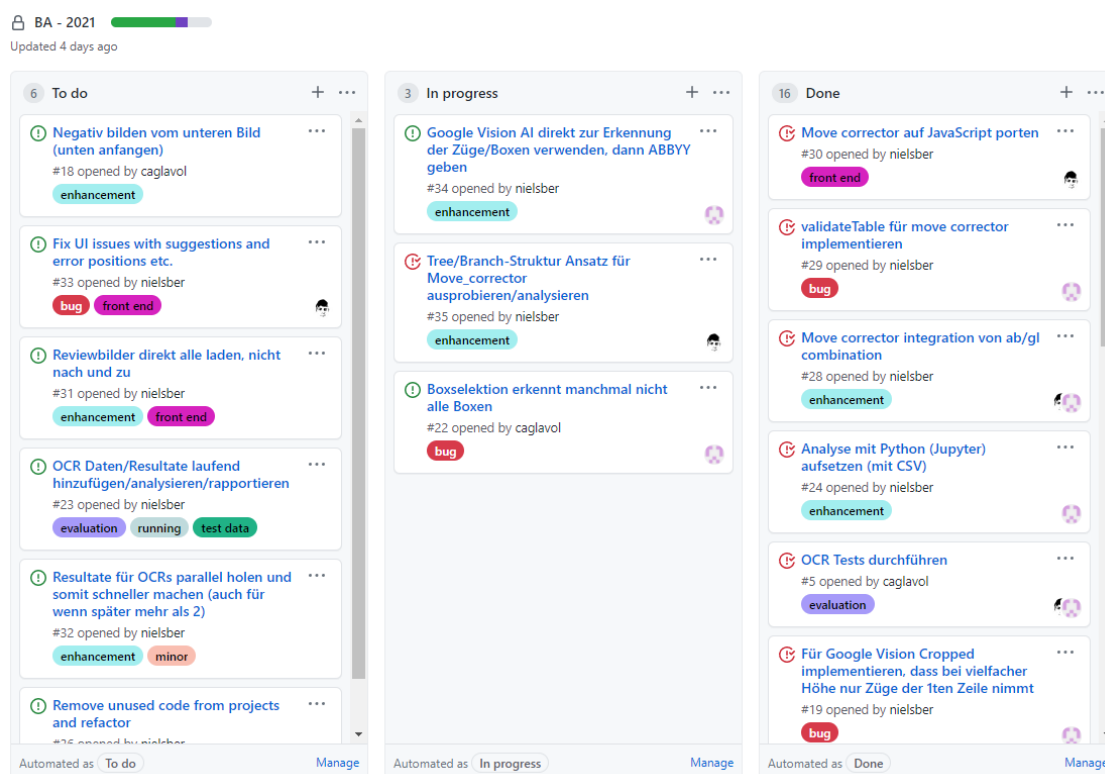 BA - 2021
Updated 4 days ago
6 To do
Negativ bilden vom unteren Bild
(unten anfangen)
#18 opened by caglavol
enhancement
Fix UI issues with suggestions and
error positions etc.
#33 opened by nielsber
bug front end
Reviewbilder direkt alle laden, nicht
nach und zu
#31 opened by nielsber
enhancement front end
OCR Daten/Resultate laufend
hinzufügen/analysieren/rapportieren
#23 opened by nielsber
evaluation running test data
Resultate für OCRs parallel holen und
somit schneller machen (auch für
wenn später mehr als 2)
#32 opened by nielsber
enhancement minor
Remove unused code from projects
and refactor
#26 opened by nielsber
Automated as To do Manage
3 In progress
Google Vision AI direkt zur Erkennung
der Züge/Boxen verwenden, dann ABBYY
geben
#34 opened by nielsber
enhancement
Tree/Branch-Struktur Ansatz für
Move_corrector
ausprobieren/analysieren
#35 opened by nielsber
enhancement
Boxselektion erkennt manchmal nicht
alle Boxen
#22 opened by caglavol
bug
Automated as In progress Manage
16 Done
Move corrector auf JavaScript porten
#30 opened by nielsber
front end
validateTable für move corrector
implementieren
#29 opened by nielsber
bug
Move corrector integration von ab/gl
combination
#28 opened by nielsber
enhancement
Analyse mit Python (Jupyter)
aufsetzen (mit CSV)
#24 opened by nielsber
enhancement
OCR Tests durchführen
#5 opened by caglavol
evaluation
Für Google Vision Cropped
implementieren, dass bei vielfacher
Höhe nur Züge der 1ten Zeile nimmt
#19 opened by nielsber
bug
Automated as Done Manage